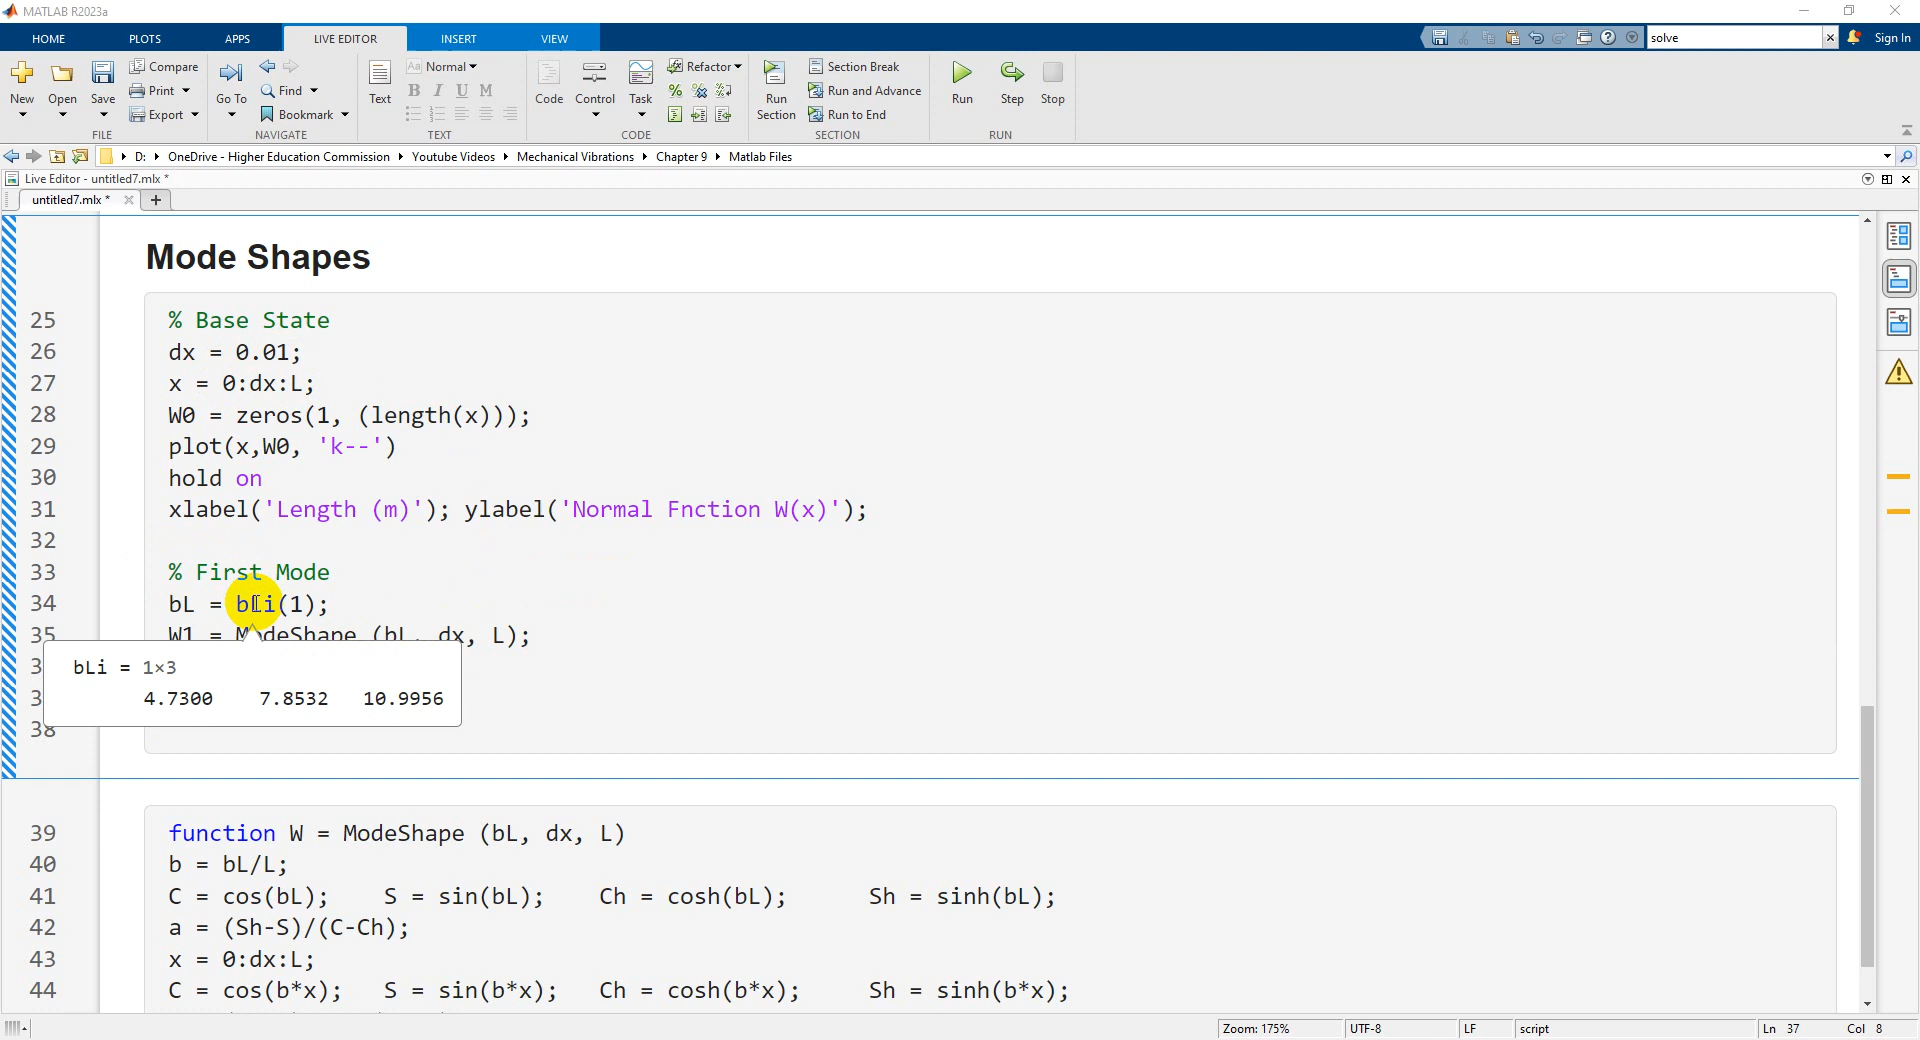 MATLAB R2023a
HOME PLOTS APPS LIVE EDITOR INSERT VIEW solve Sign In
New Open Save Compare Print Export FILE
Go To Find Bookmark NAVIGATE
Text Aa Normal B I U M TEXT
Code Control Task Refactor CODE
Run Section Section Break Run and Advance Run to End SECTION
Run Step Stop RUN
D: OneDrive - Higher Education Commission Youtube Videos Mechanical Vibrations Chapter 9 Matlab Files
Live Editor - untitled7.mlx *
untitled7.mlx *
Mode Shapes
25 % Base State
26 dx = 0.01;
27 x = 0:dx:L;
28 W0 = zeros(1, (length(x)));
29 plot(x,W0, 'k--')
30 hold on
31 xlabel('Length (m)'); ylabel('Normal Fnction W(x)');
32
33 % First Mode
34 bL = bLi(1);
35 W1 = ModeShape (bL, dx, L);
bLi = 1×3
4.7300 7.8532 10.9956
38
39 function W = ModeShape (bL, dx, L)
40 b = bL/L;
41 C = cos(bL); S = sin(bL); Ch = cosh(bL); Sh = sinh(bL);
42 a = (Sh-S)/(C-Ch);
43 x = 0:dx:L;
44 C = cos(b*x); S = sin(b*x); Ch = cosh(b*x); Sh = sinh(b*x);
Zoom: 175% UTF-8 LF script Ln 37 Col 8